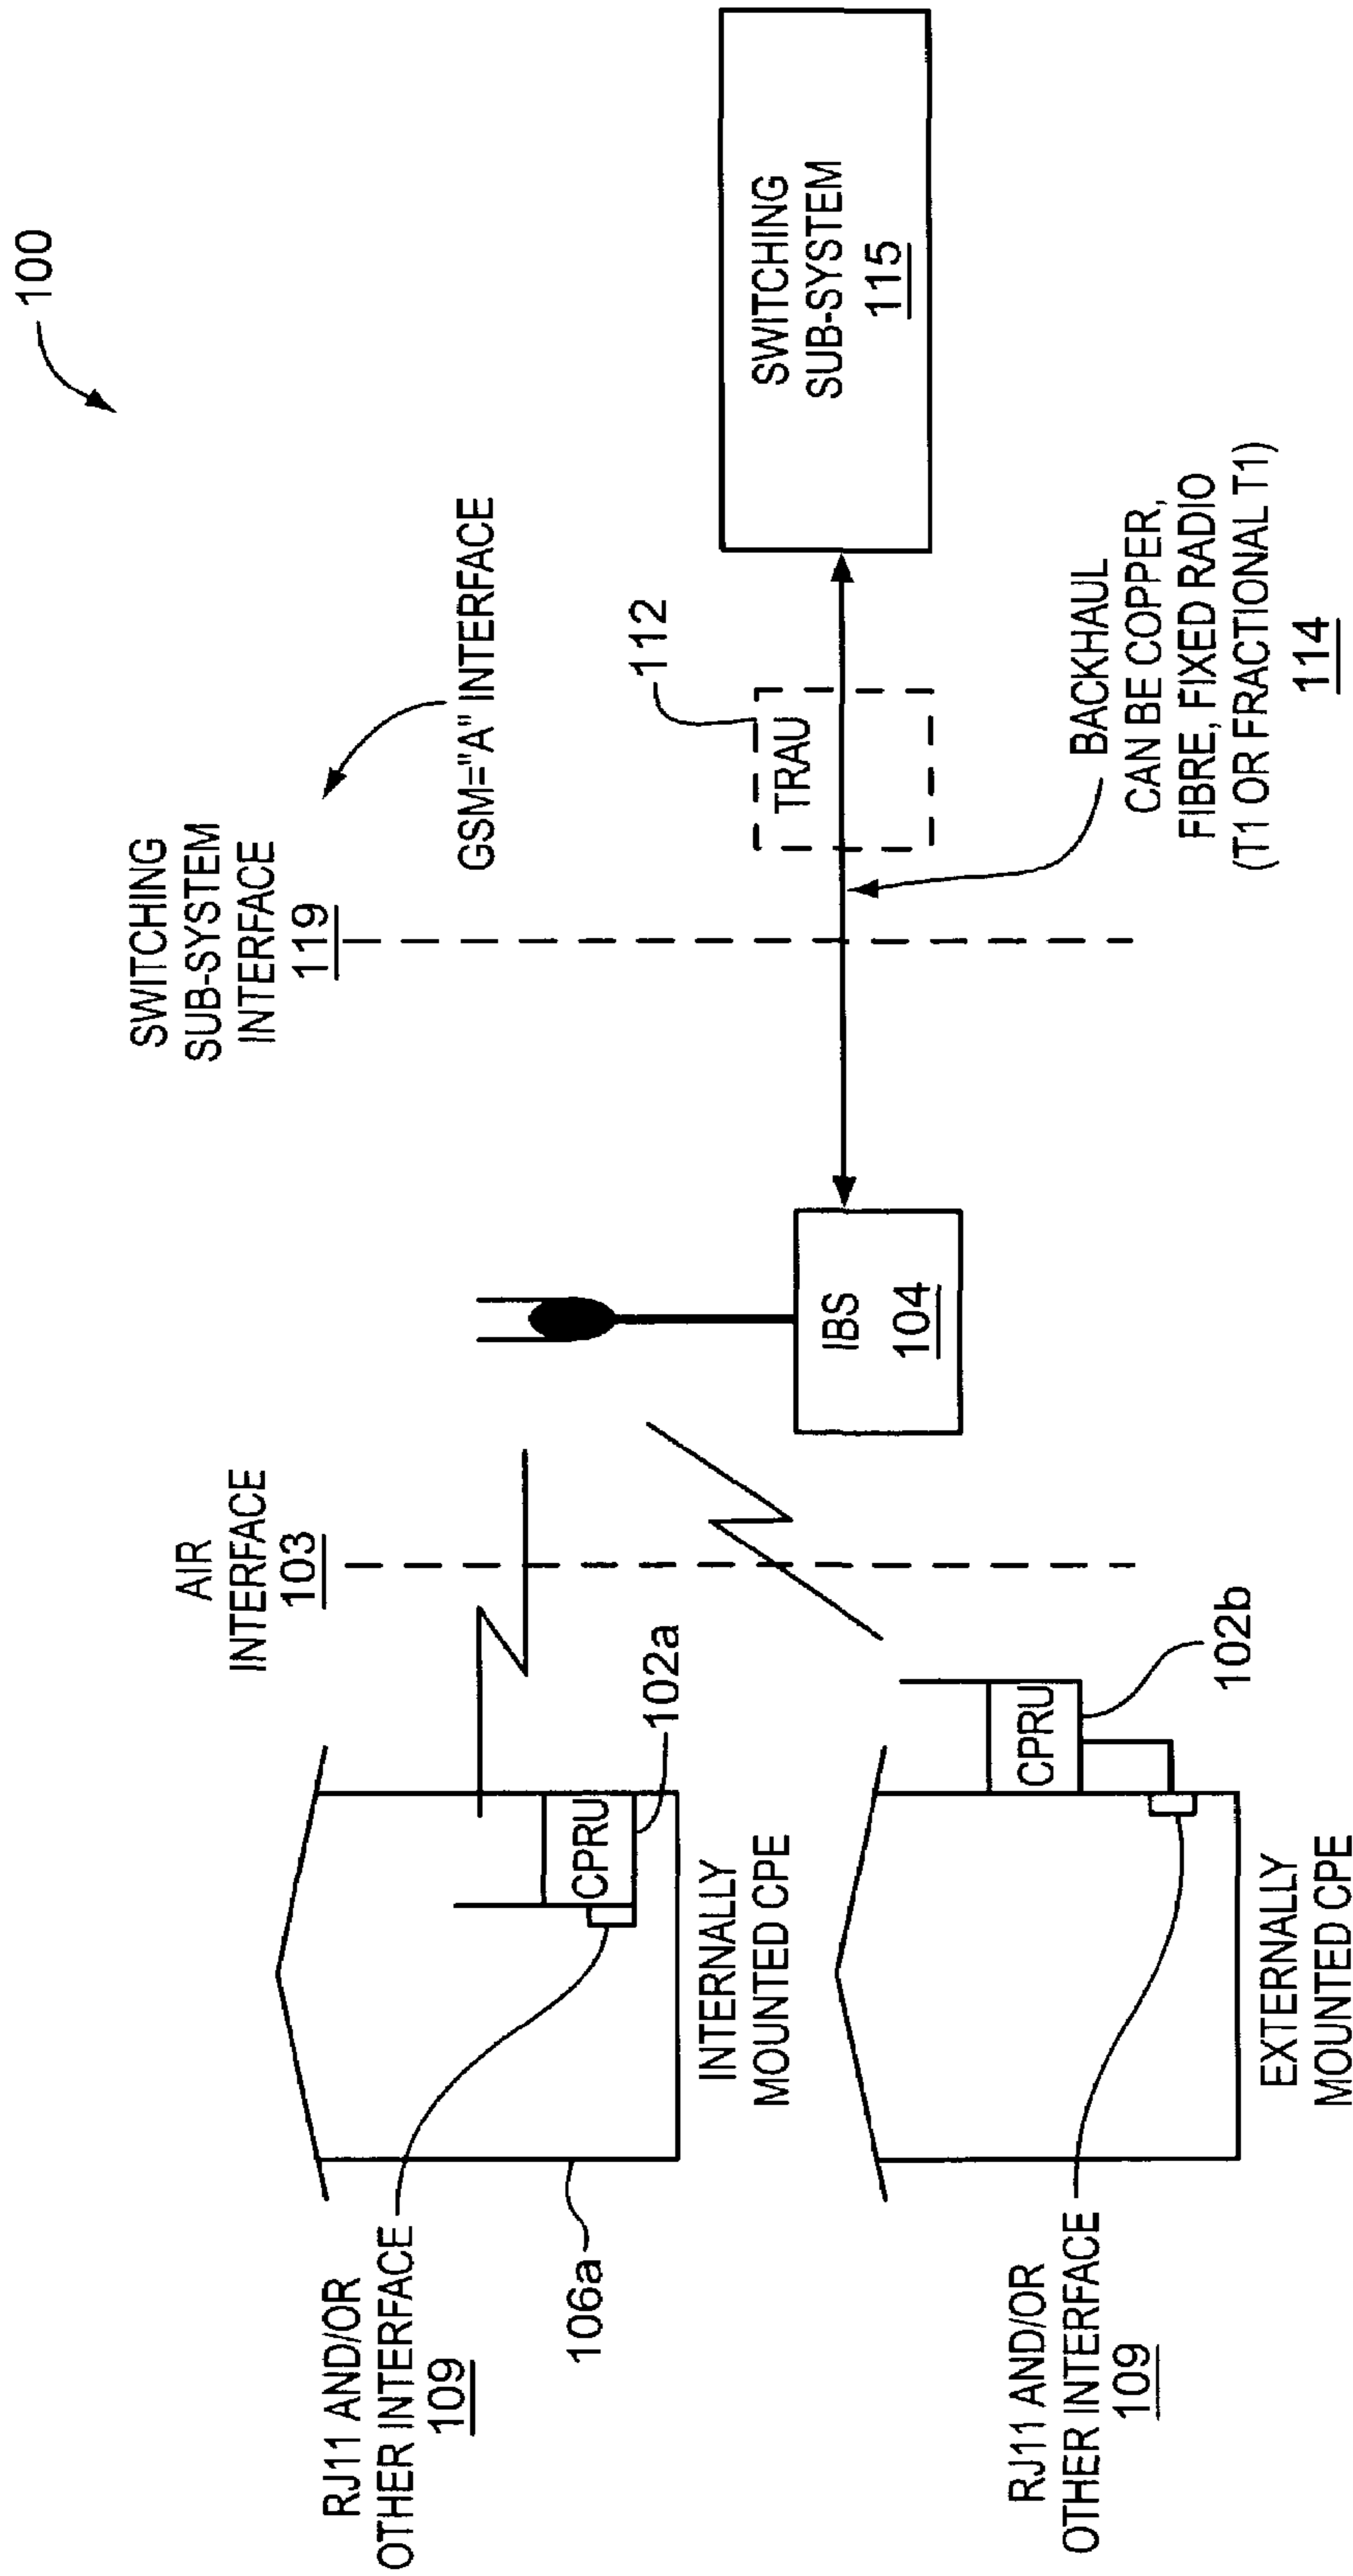 100
SWITCHING
SUB-SYSTEM
INTERFACE
119
GSM="A" INTERFACE
AIR
INTERFACE
103
112
TRAU
SWITCHING
SUB-SYSTEM
115
IBS
104
BACKHAUL
CAN BE COPPER,
FIBRE, FIXED RADIO
(T1 OR FRACTIONAL T1)
114
RJ11 AND/OR
OTHER INTERFACE
109
106a
CPRU
102a
INTERNALLY
MOUNTED CPE
CPRU
102b
RJ11 AND/OR
OTHER INTERFACE
109
EXTERNALLY
MOUNTED CPE